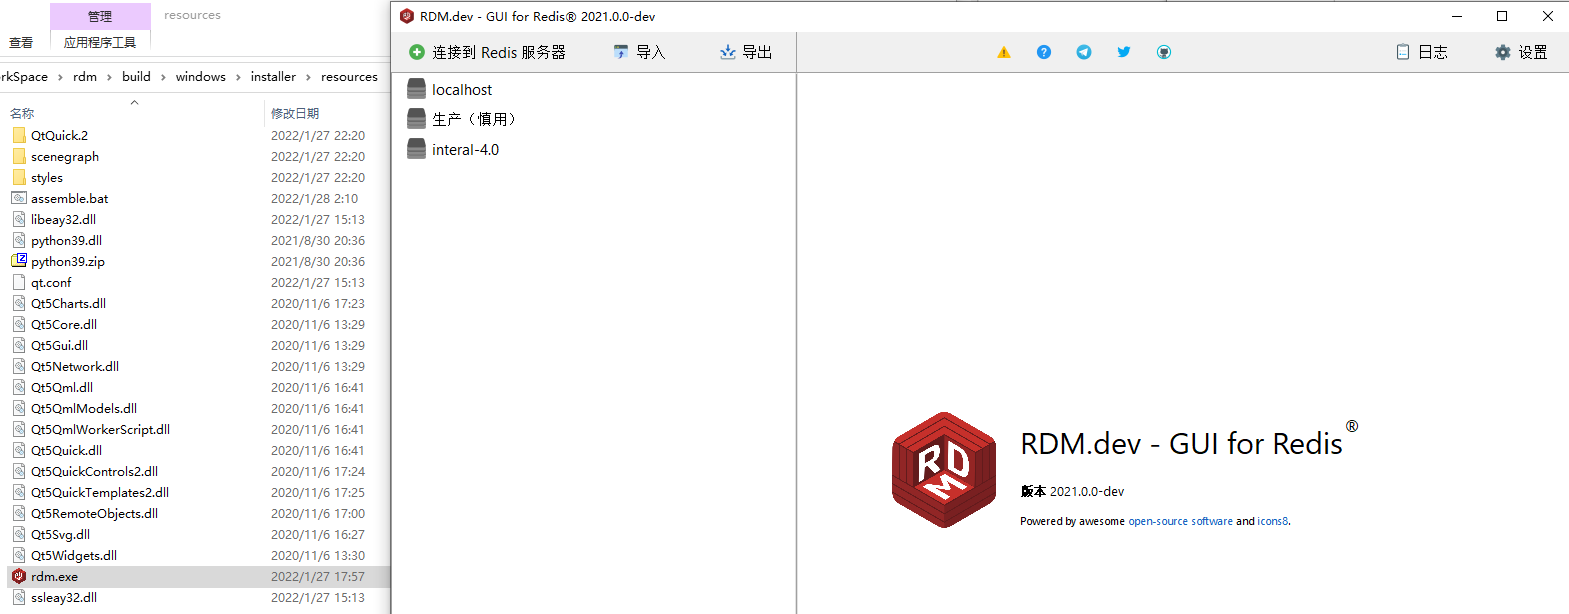 管理
resources
查看
应用程序工具
rkSpace › rdm › build › windows › installer › resources
名称 修改日期
QtQuick.2 2022/1/27 22:20
scenegraph 2022/1/27 22:20
styles 2022/1/27 22:20
assemble.bat 2022/1/28 2:10
libeay32.dll 2022/1/27 15:13
python39.dll 2021/8/30 20:36
python39.zip 2021/8/30 20:36
qt.conf 2022/1/27 15:13
Qt5Charts.dll 2020/11/6 17:23
Qt5Core.dll 2020/11/6 13:29
Qt5Gui.dll 2020/11/6 13:29
Qt5Network.dll 2020/11/6 13:29
Qt5Qml.dll 2020/11/6 16:41
Qt5QmlModels.dll 2020/11/6 16:41
Qt5QmlWorkerScript.dll 2020/11/6 16:41
Qt5Quick.dll 2020/11/6 16:41
Qt5QuickControls2.dll 2020/11/6 17:24
Qt5QuickTemplates2.dll 2020/11/6 17:25
Qt5RemoteObjects.dll 2020/11/6 17:00
Qt5Svg.dll 2020/11/6 16:27
Qt5Widgets.dll 2020/11/6 13:30
rdm.exe 2022/1/27 17:57
ssleay32.dll 2022/1/27 15:13
RDM.dev - GUI for Redis® 2021.0.0-dev
连接到 Redis 服务器 导入 导出 日志 设置
localhost
生产（慎用）
interal-4.0
RDM
RDM.dev - GUI for Redis®
版本 2021.0.0-dev
Powered by awesome open-source software and icons8.